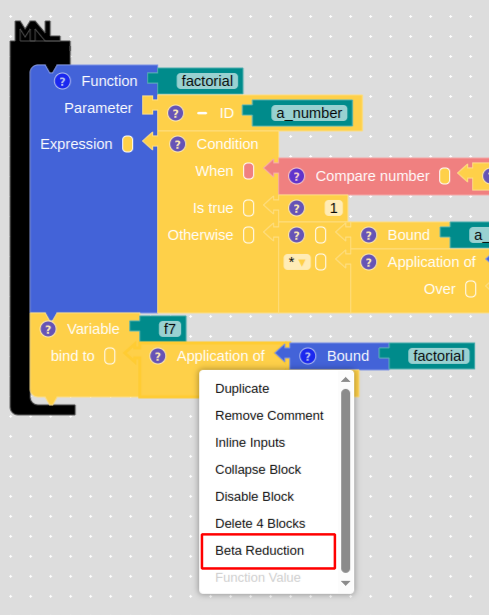 MNL
? Function factorial
Parameter ? − ID a_number
Expression ? Condition
When ? Compare number ?
Is true ? 1
Otherwise ? ? Bound a_
* ▾ ? Application of
Over
? Variable f7
bind to ? Application of ? Bound factorial
Duplicate
Remove Comment
Inline Inputs
Collapse Block
Disable Block
Delete 4 Blocks
Beta Reduction
Function Value